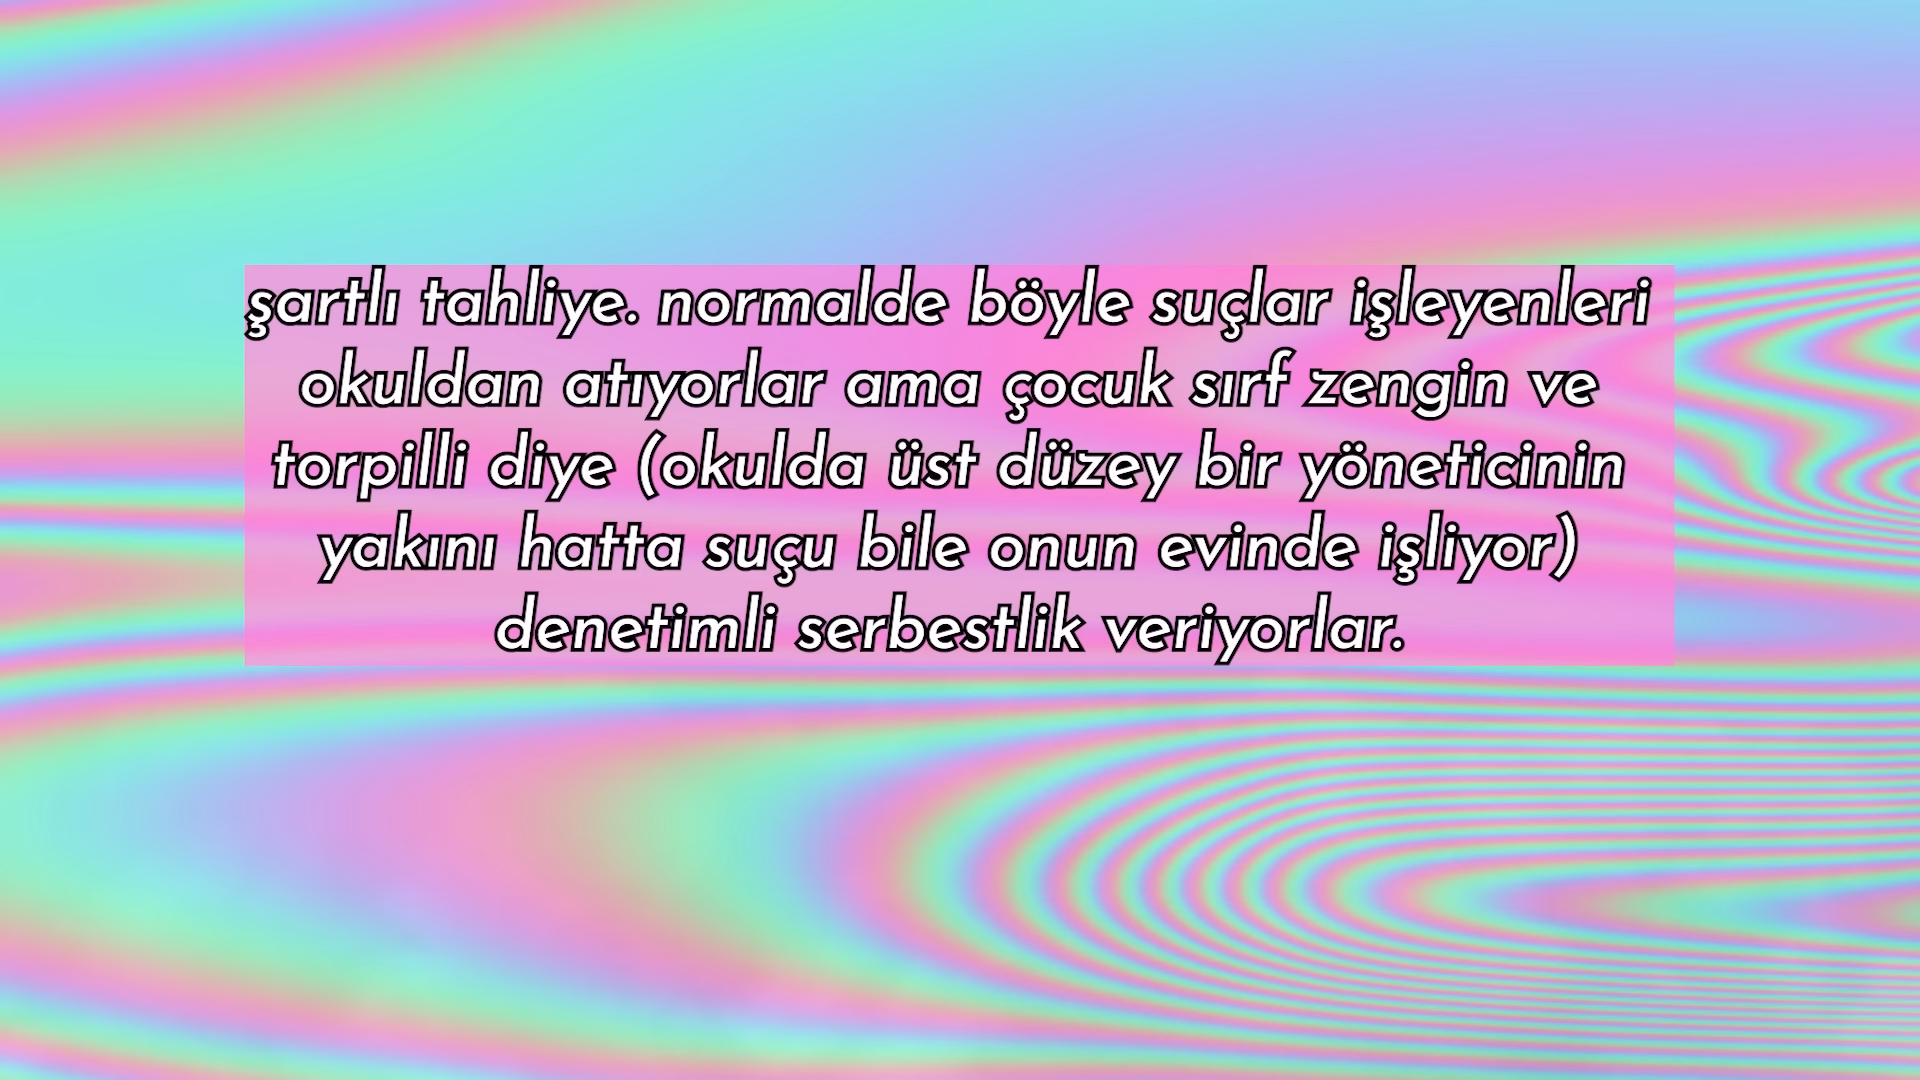 şartlı tahliye. normalde böyle suçlar işleyenleri
okuldan atıyorlar ama çocuk sırf zengin ve
torpilli diye (okulda üst düzey bir yöneticinin
yakını hatta suçu bile onun evinde işliyor)
denetimli serbestlik veriyorlar.